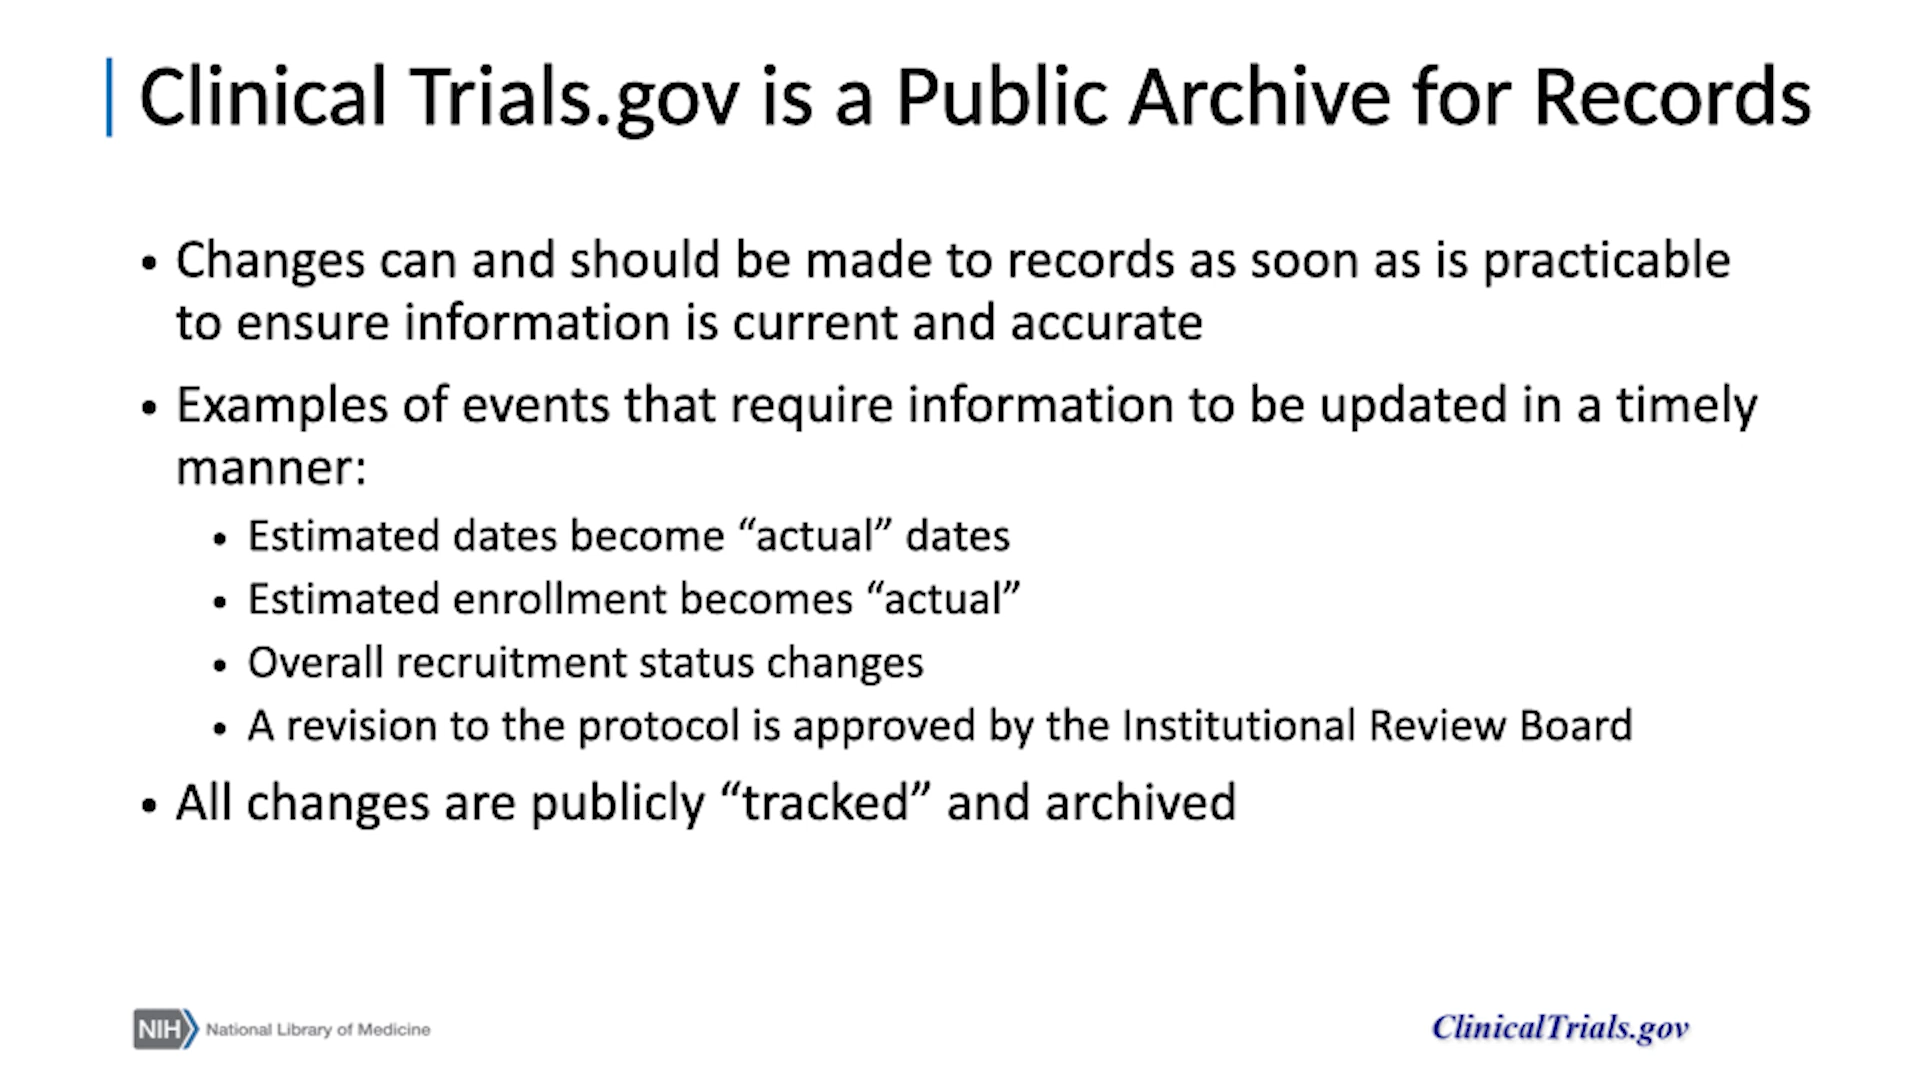 Clinical Trials.gov is a Public Archive for Records
• Changes can and should be made to records as soon as is practicable
to ensure information is current and accurate
• Examples of events that require information to be updated in a timely
manner:
• Estimated dates become “actual” dates
• Estimated enrollment becomes “actual”
• Overall recruitment status changes
• A revision to the protocol is approved by the Institutional Review Board
• All changes are publicly “tracked” and archived
NIH National Library of Medicine
ClinicalTrials.gov